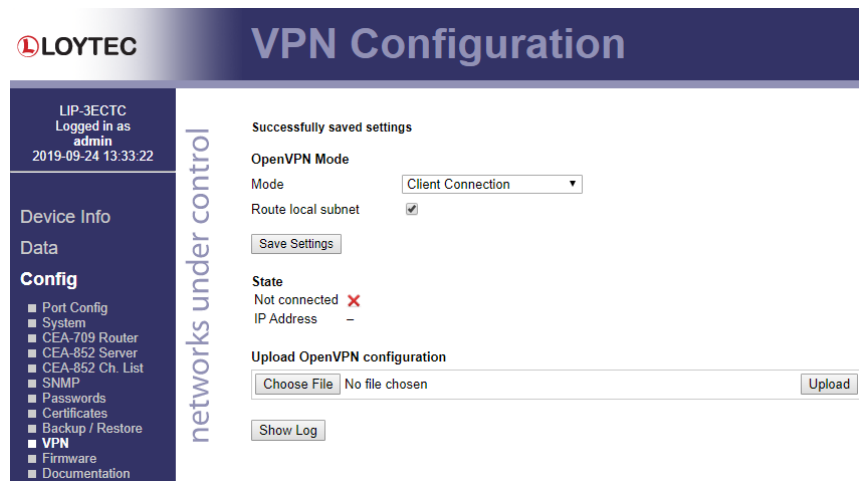 LOYTEC
VPN Configuration
LIP-3ECTC
Logged in as
admin
2019-09-24 13:33:22
Device Info
Data
Config
Port Config
System
CEA-709 Router
CEA-852 Server
CEA-852 Ch. List
SNMP
Passwords
Certificates
Backup / Restore
VPN
Firmware
Documentation
networks under control
Successfully saved settings
OpenVPN Mode
Mode Client Connection
Route local subnet
Save Settings
State
Not connected
IP Address –
Upload OpenVPN configuration
Choose File No file chosen Upload
Show Log